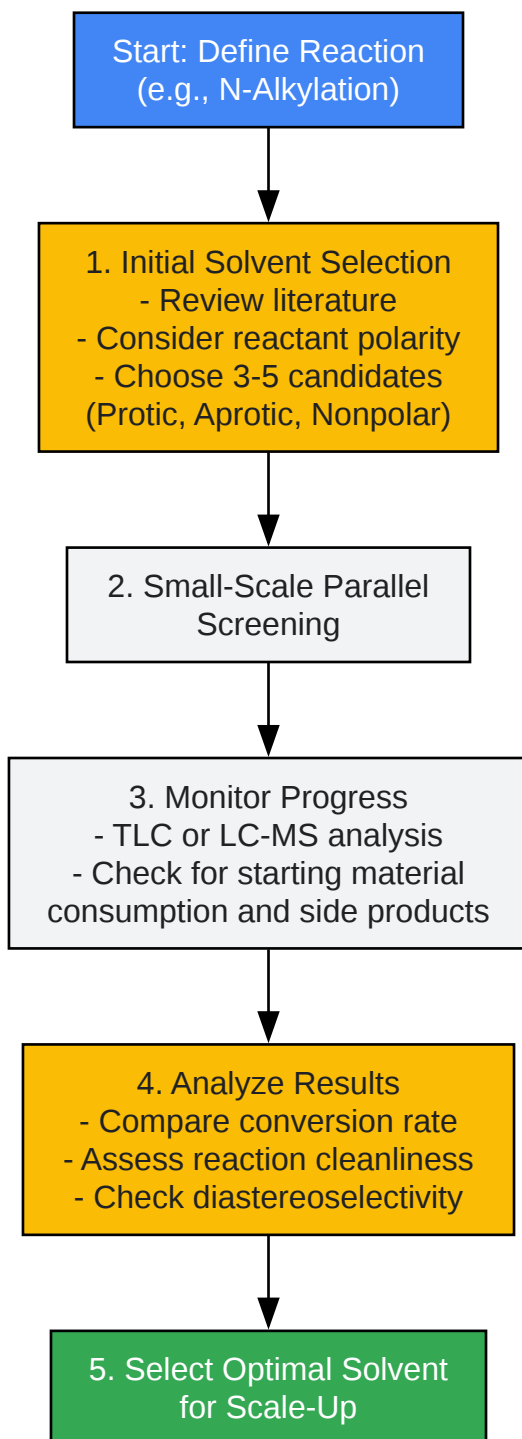 Start: Define Reaction
(e.g., N-Alkylation)
1. Initial Solvent Selection
- Review literature
- Consider reactant polarity
- Choose 3-5 candidates
(Protic, Aprotic, Nonpolar)
2. Small-Scale Parallel
Screening
3. Monitor Progress
- TLC or LC-MS analysis
- Check for starting material
consumption and side products
4. Analyze Results
- Compare conversion rate
- Assess reaction cleanliness
- Check diastereoselectivity
5. Select Optimal Solvent
for Scale-Up